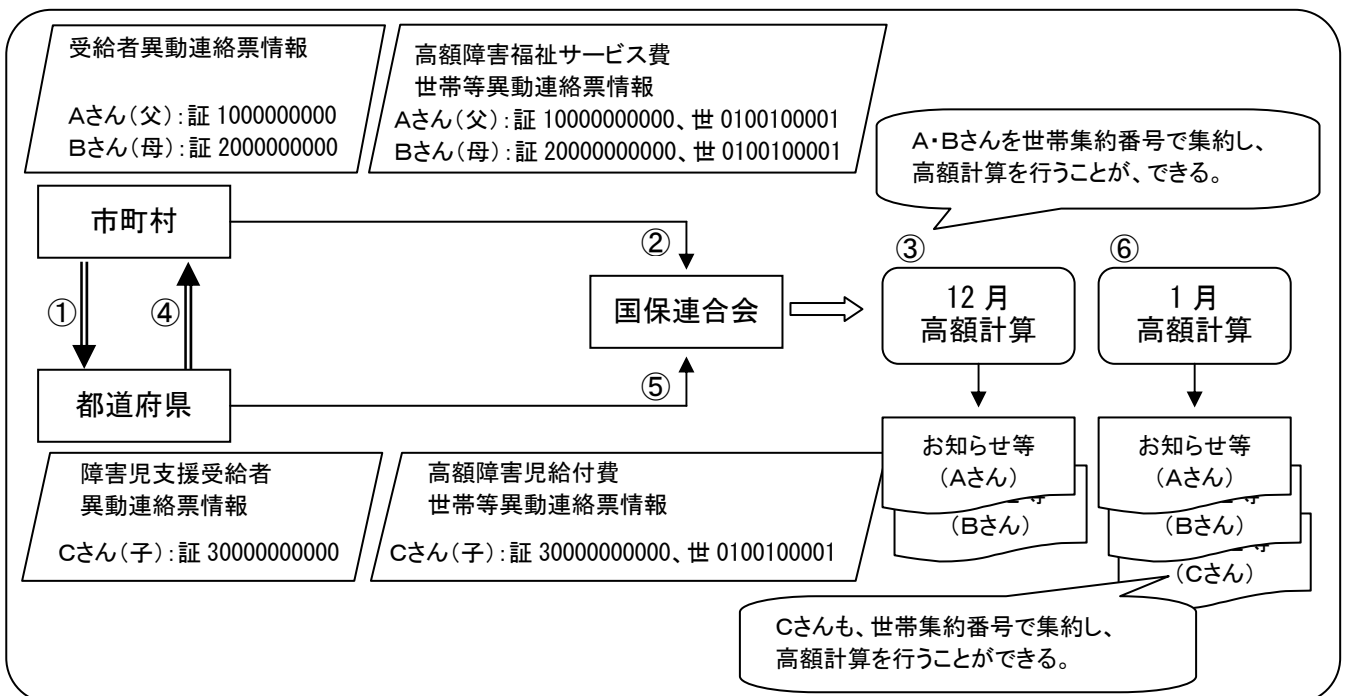 受給者異動連絡票情報
Aさん(父):証 1000000000
Bさん(母):証 2000000000
高額障害福祉サービス費
世帯等異動連絡票情報
Aさん(父):証 10000000000、世 0100100001
Bさん(母):証 20000000000、世 0100100001
A・Bさんを世帯集約番号で集約し、
高額計算を行うことが、できる。
市町村
①
④
都道府県
②
国保連合会
⑤
③
12 月
高額計算
⑥
1 月
高額計算
お知らせ等
(Aさん)
等
(Bさん)
お知らせ等
(Aさん)
等
(Bさん)
等
(Cさん)
障害児支援受給者
異動連絡票情報
Cさん(子):証 30000000000
高額障害児給付費
世帯等異動連絡票情報
Cさん(子):証 30000000000、世 0100100001
Cさんも、世帯集約番号で集約し、
高額計算を行うことができる。